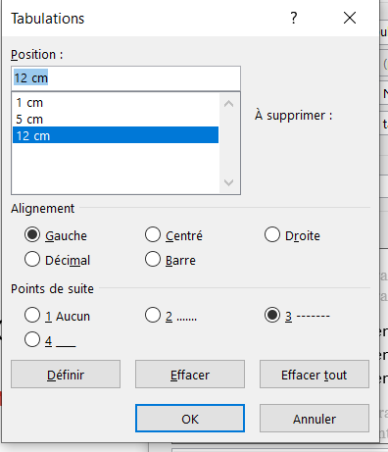 Tabulations ? ×
Position :
12 cm
1 cm
5 cm
12 cm
À supprimer :
Alignement
Gauche Centré Droite
Décimal Barre
Points de suite
1 Aucun 2 ....... 3 -------
4 ___
Définir Effacer Effacer tout
OK Annuler